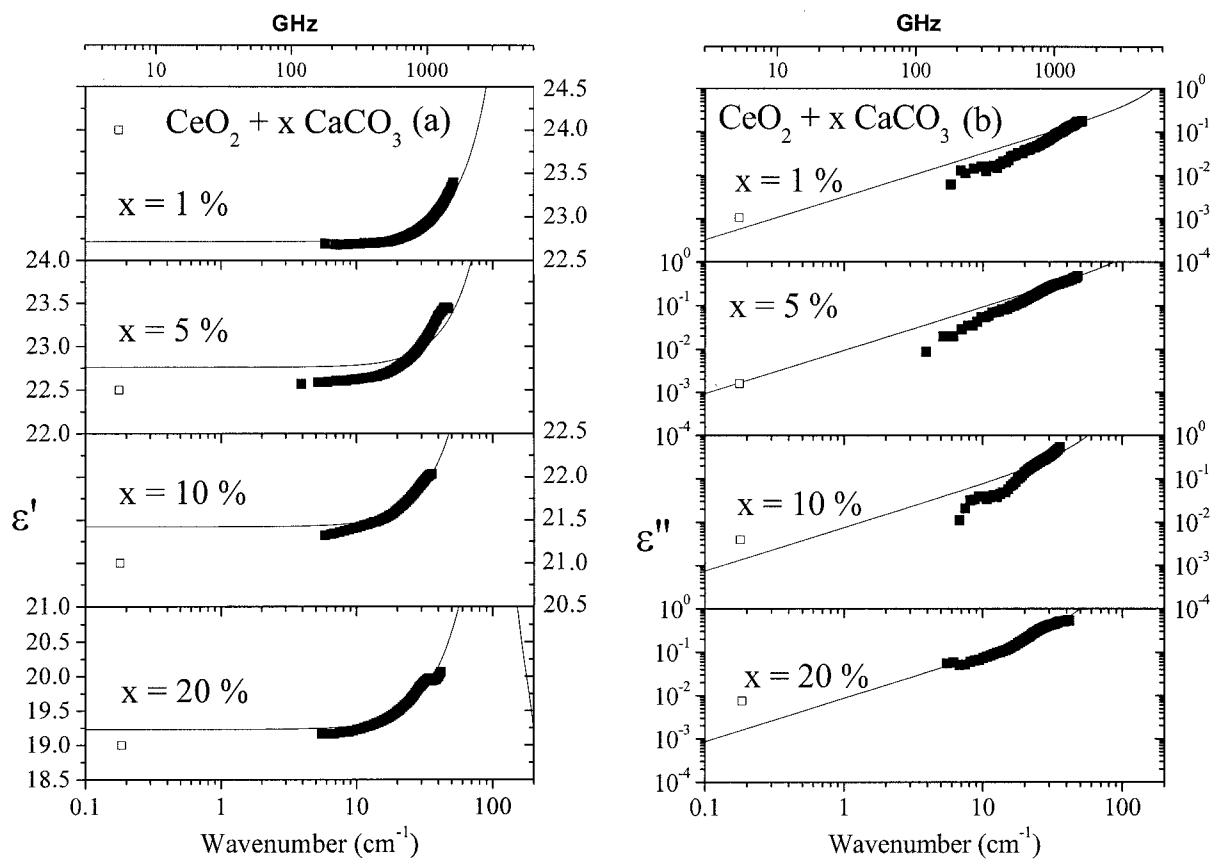 GHz
10 100 1000
CeO2 + x CaCO3 (a)
x = 1 %
24.5
24.0
23.5
23.0
22.5
24.0
23.5
23.0
22.5
22.0
x = 5 %
22.5
22.0
21.5
21.0
20.5
x = 10 %
ε'
21.0
20.5
20.0
19.5
19.0
18.5
x = 20 %
0.1 1 10 100
Wavenumber (cm-1)
GHz
10 100 1000
CeO2 + x CaCO3 (b)
x = 1 %
10^0
10^-1
10^-2
10^-3
10^-4
10^0
10^-1
10^-2
10^-3
10^-4
x = 5 %
10^0
10^-1
10^-2
10^-3
10^-4
x = 10 %
ε''
10^0
10^-1
10^-2
10^-3
10^-4
x = 20 %
0.1 1 10 100
Wavenumber (cm-1)